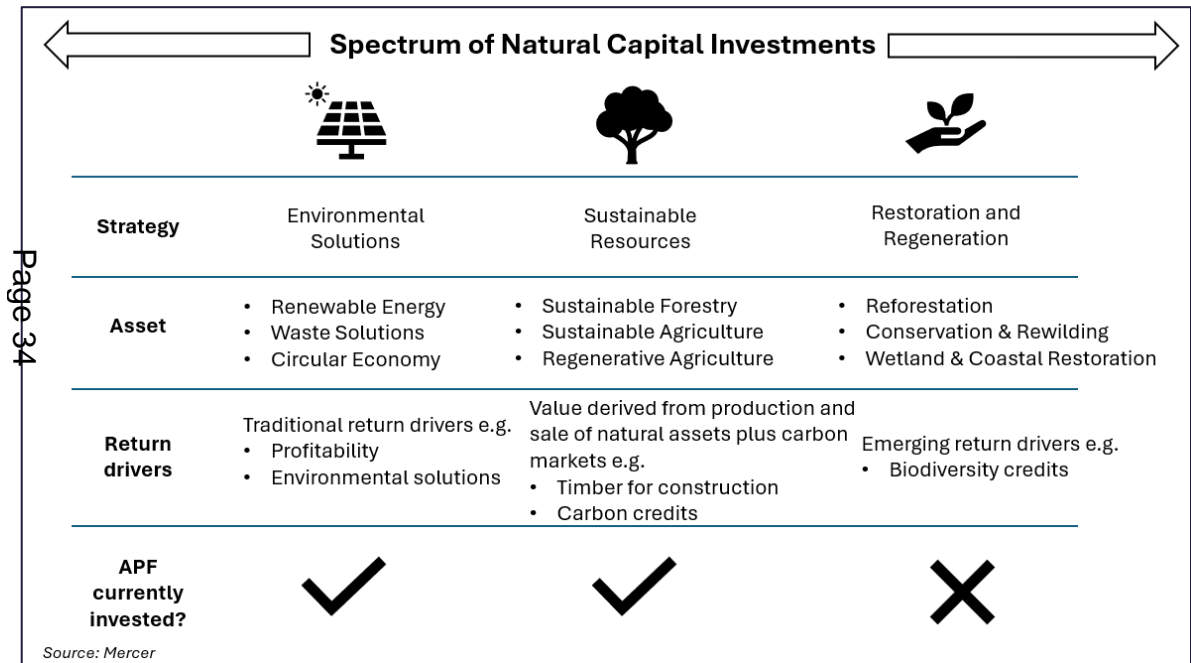 Spectrum of Natural Capital Investments
Strategy
Environmental
Solutions
Sustainable
Resources
Restoration and
Regeneration
Asset
• Renewable Energy
• Waste Solutions
• Circular Economy
• Sustainable Forestry
• Sustainable Agriculture
• Regenerative Agriculture
• Reforestation
• Conservation & Rewilding
• Wetland & Coastal Restoration
Return
drivers
Traditional return drivers e.g.
• Profitability
• Environmental solutions
Value derived from production and
sale of natural assets plus carbon
markets e.g.
• Timber for construction
• Carbon credits
Emerging return drivers e.g.
• Biodiversity credits
APF
currently
invested?
Source: Mercer
Page 34